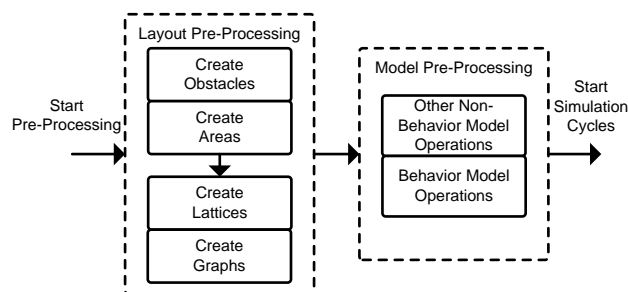 Start
Pre-Processing
Layout Pre-Processing
Create
Obstacles
Create
Areas
Create
Lattices
Create
Graphs
Model Pre-Processing
Other Non-
Behavior Model
Operations
Behavior Model
Operations
Start
Simulation
Cycles